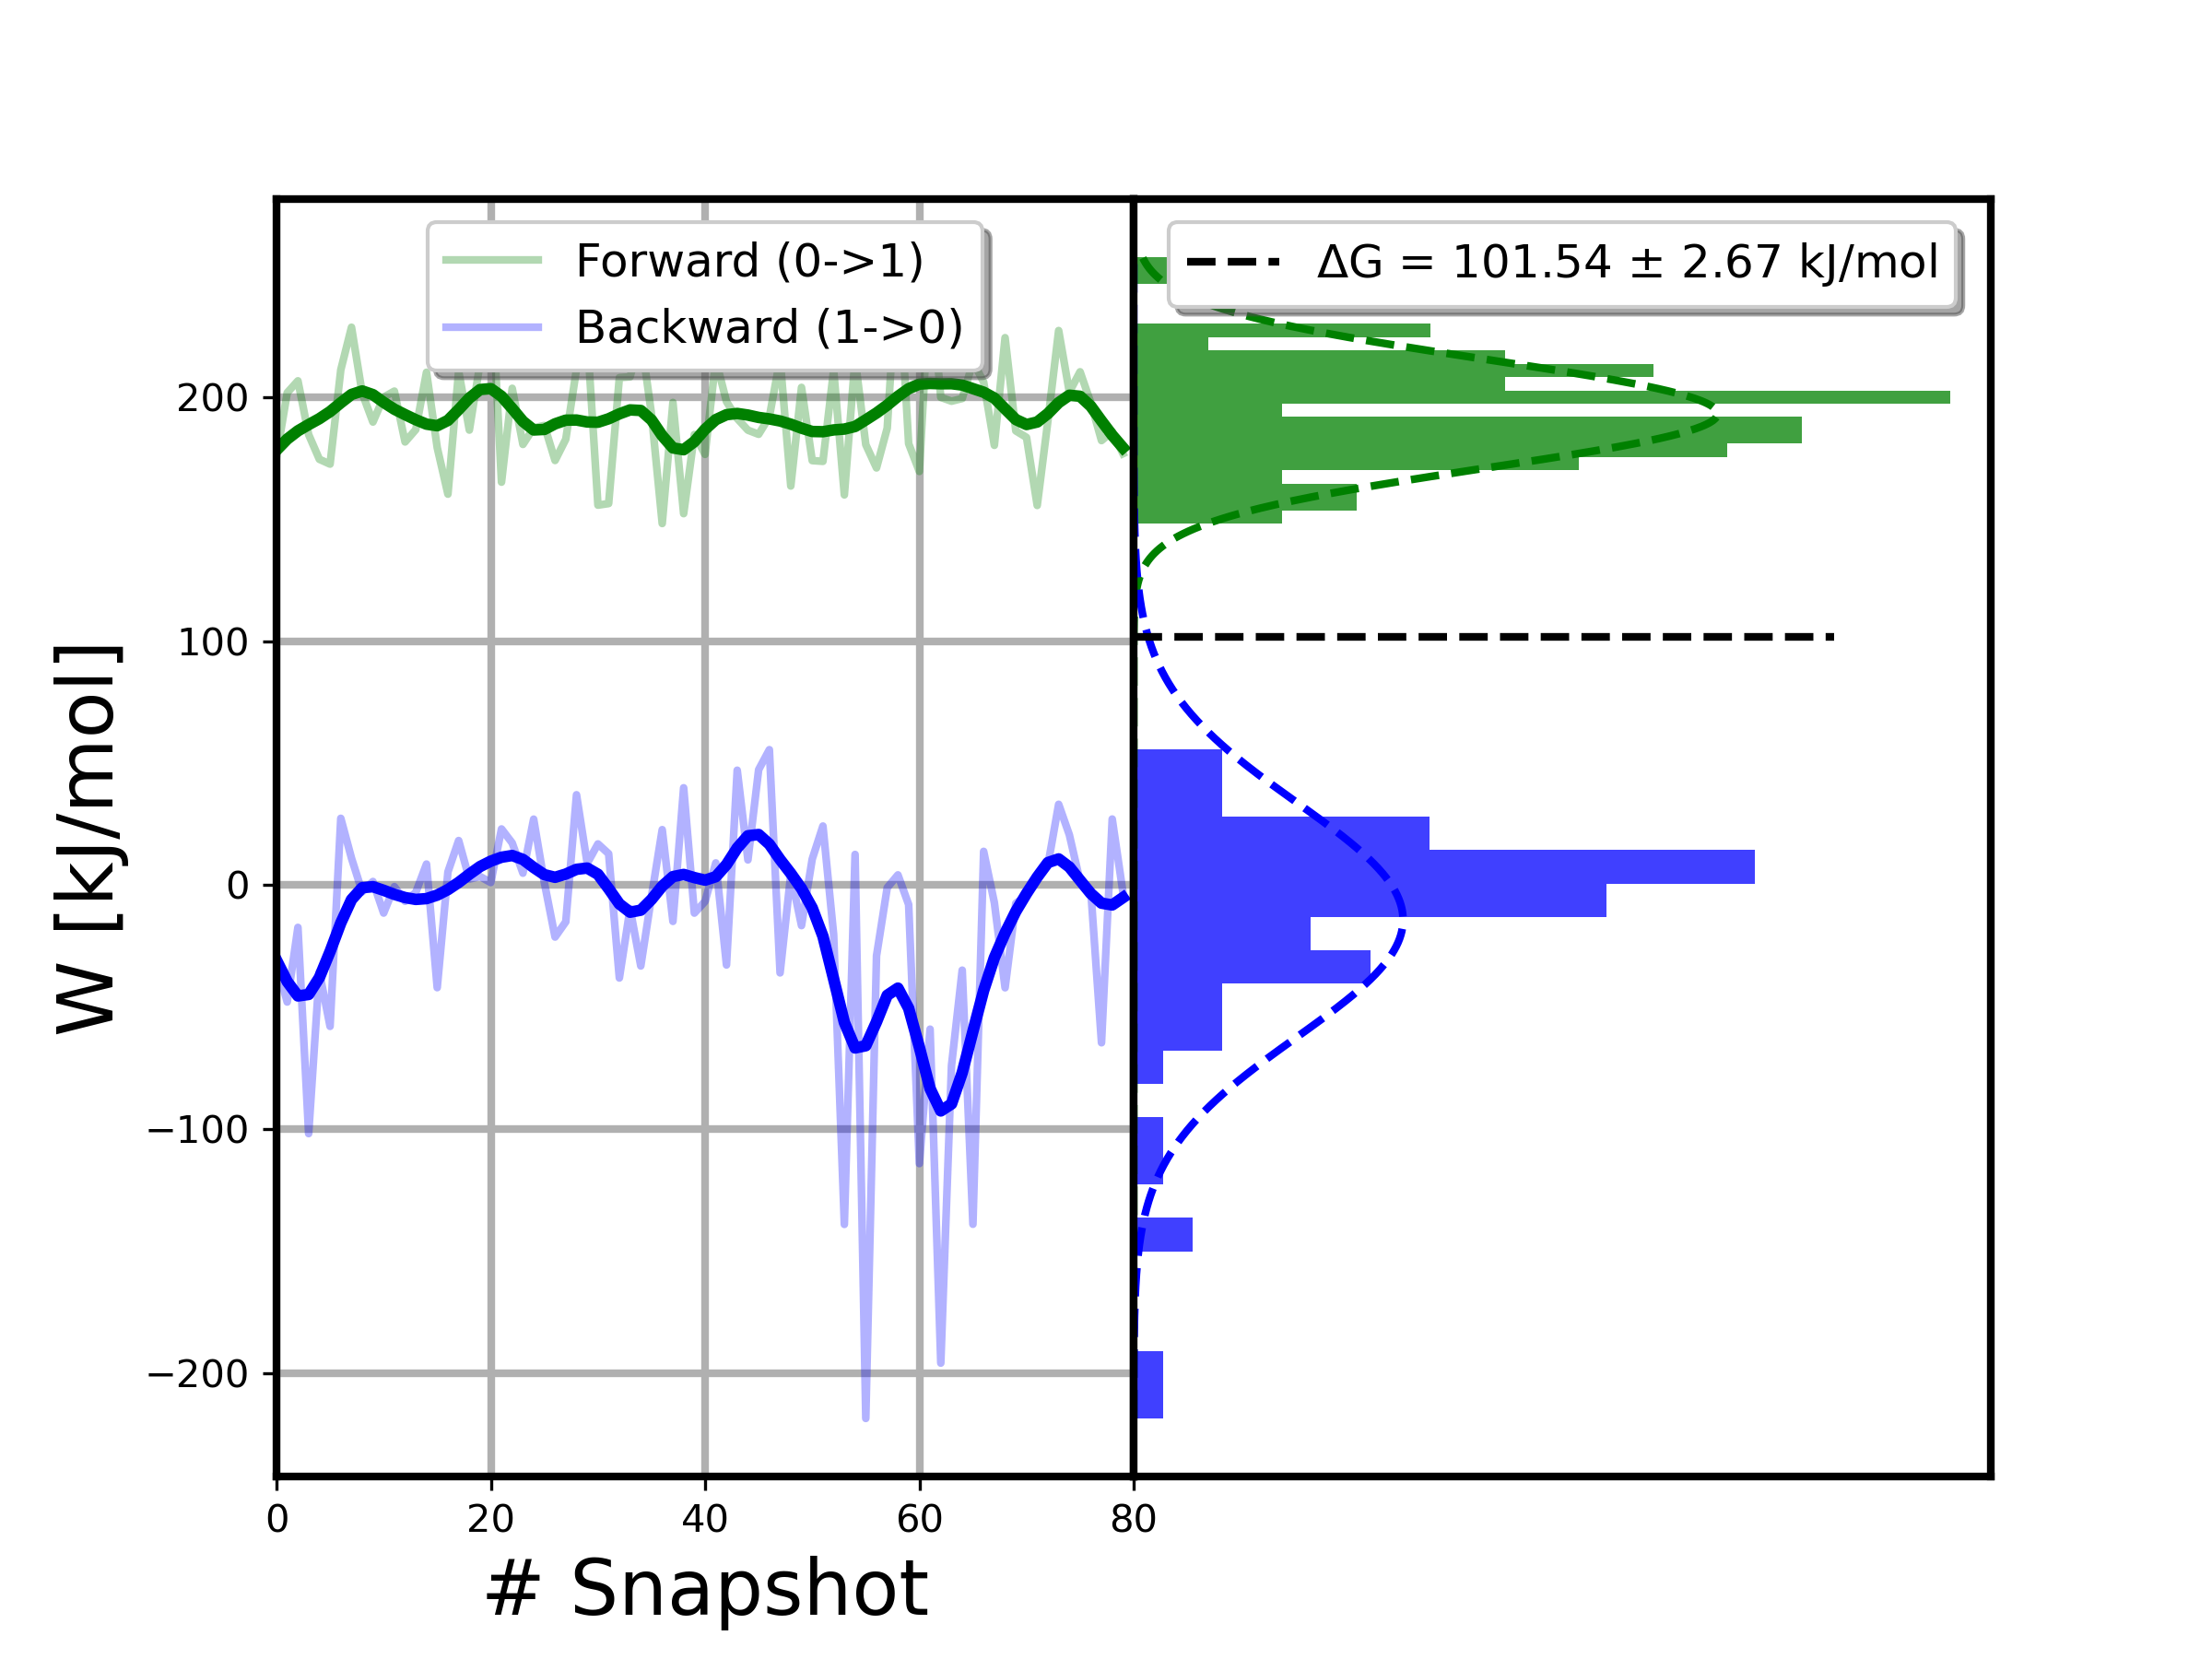 Forward (0->1)
Backward (1->0)
ΔG = 101.54 ± 2.67 kJ/mol
W [kJ/mol]
200
100
0
−100
−200
0 20 40 60 80
# Snapshot